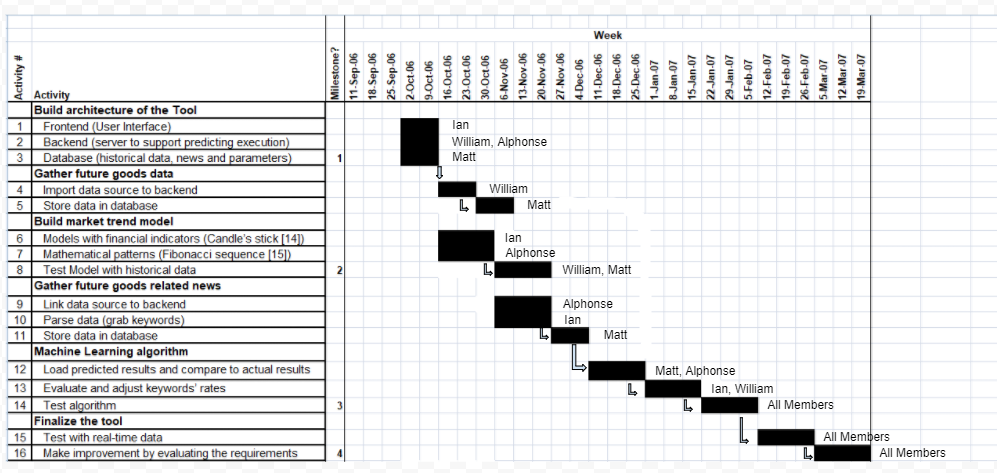 Week
Activity #
Activity
Milestone?
11-Sep-06
18-Sep-06
25-Sep-06
2-Oct-06
9-Oct-06
16-Oct-06
23-Oct-06
30-Oct-06
6-Nov-06
13-Nov-06
20-Nov-06
27-Nov-06
4-Dec-06
11-Dec-06
18-Dec-06
25-Dec-06
1-Jan-07
8-Jan-07
15-Jan-07
22-Jan-07
29-Jan-07
5-Feb-07
12-Feb-07
19-Feb-07
26-Feb-07
5-Mar-07
12-Mar-07
19-Mar-07
Build architecture of the Tool
1 Frontend (User Interface) Ian
2 Backend (server to support predicting execution) William, Alphonse
3 Database (historical data, news and parameters) 1 Matt
Gather future goods data
4 Import data source to backend William
5 Store data in database Matt
Build market trend model
6 Models with financial indicators (Candle's stick [14]) Ian
7 Mathematical patterns (Fibonacci sequence [15]) Alphonse
8 Test Model with historical data 2 William, Matt
Gather future goods related news
9 Link data source to backend Alphonse
10 Parse data (grab keywords) Ian
11 Store data in database Matt
Machine Learning algorithm
12 Load predicted results and compare to actual results Matt, Alphonse
13 Evaluate and adjust keywords' rates Ian, William
14 Test algorithm 3 All Members
Finalize the tool
15 Test with real-time data All Members
16 Make improvement by evaluating the requirements 4 All Members